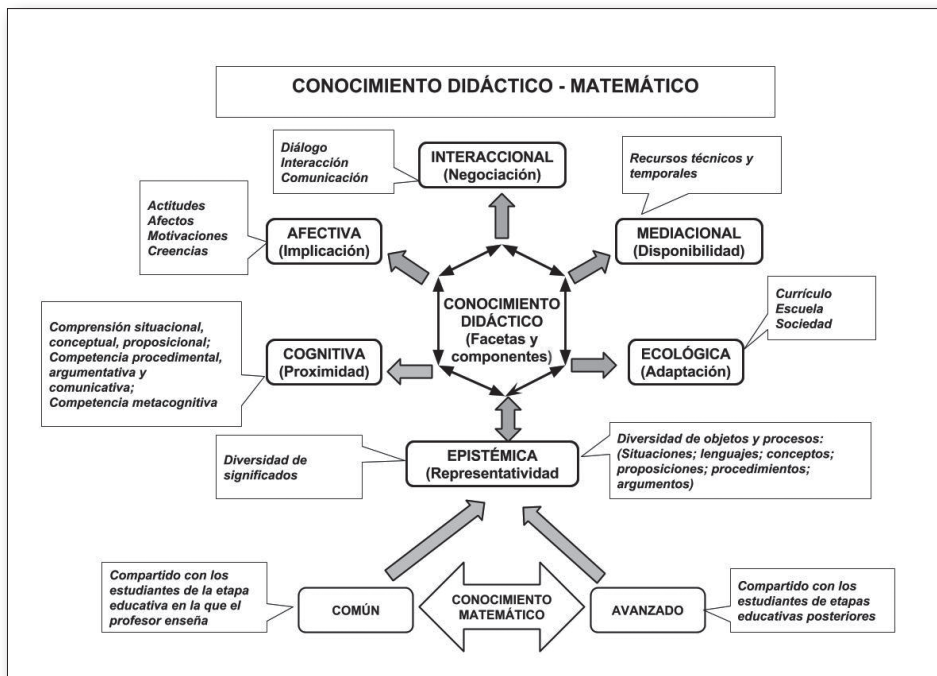 CONOCIMIENTO DIDÁCTICO - MATEMÁTICO
Diálogo
Interacción
Comunicación
INTERACCIONAL
(Negociación)
Recursos técnicos y
temporales
Actitudes
Afectos
Motivaciones
Creencias
AFECTIVA
(Implicación)
MEDIACIONAL
(Disponibilidad)
CONOCIMIENTO
DIDÁCTICO
(Facetas y
componentes)
Currículo
Escuela
Sociedad
Comprensión situacional,
conceptual, proposicional;
Competencia procedimental,
argumentativa y
comunicativa;
Competencia metacognitiva
COGNITIVA
(Proximidad)
ECOLÓGICA
(Adaptación)
Diversidad de
significados
EPISTÉMICA
(Representatividad
Diversidad de objetos y procesos:
(Situaciones; lenguajes; conceptos;
proposiciones; procedimientos;
argumentos)
Compartido con los
estudiantes de la etapa
educativa en la que el
profesor enseña
COMÚN
CONOCIMIENTO
MATEMÁTICO
AVANZADO
Compartido con los
estudiantes de etapas
educativas posteriores